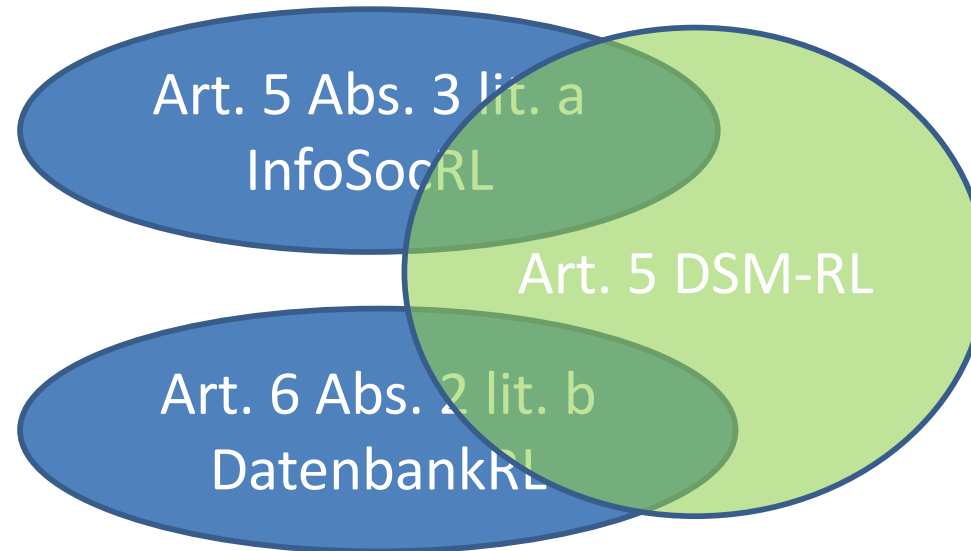 Art. 5 Abs. 3 lit. a
InfoSocRL
Art. 5 DSM-RL
Art. 6 Abs. 2 lit. b
DatenbankRL